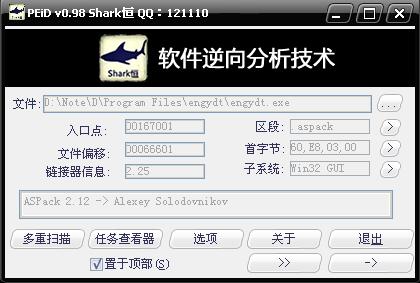 PEiD v0.98 Shark恒 QQ：121110
Shark恒
软件逆向分析技术
文件: D:\Note\D\Program Files\engydt\engydt.exe ...
入口点: 00167001 区段: .aspack >
文件偏移: 00066601 首字节: 60,E8,03,00 >
链接器信息: 2.25 子系统: Win32 GUI >
ASPack 2.12 -> Alexey Solodovnikov
多重扫描 任务查看器 选项 关于 退出
置于顶部(S) >> ->